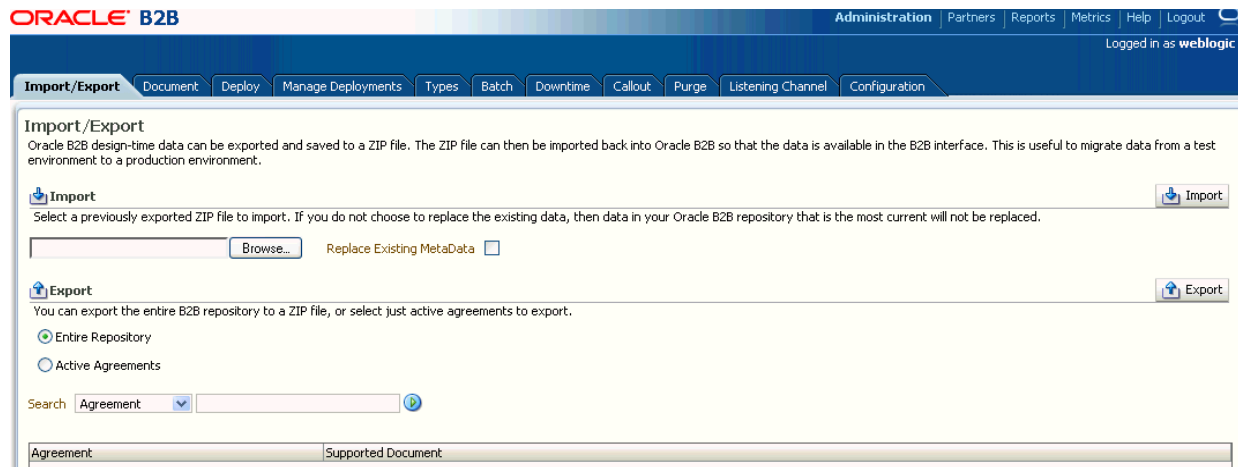 ORACLE B2B
Administration Partners Reports Metrics Help Logout
Logged in as weblogic
Import/Export Document Deploy Manage Deployments Types Batch Downtime Callout Purge Listening Channel Configuration
Import/Export
Oracle B2B design-time data can be exported and saved to a ZIP file. The ZIP file can then be imported back into Oracle B2B so that the data is available in the B2B interface. This is useful to migrate data from a test
environment to a production environment.
Import Import
Select a previously exported ZIP file to import. If you do not choose to replace the existing data, then data in your Oracle B2B repository that is the most current will not be replaced.
Browse... Replace Existing MetaData
Export Export
You can export the entire B2B repository to a ZIP file, or select just active agreements to export.
Entire Repository
Active Agreements
Search Agreement
Agreement Supported Document